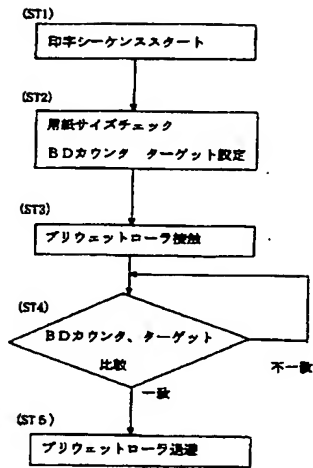 (ST1)
印字シーケンススタート
(ST2)
用紙サイズチェック
BDカウンタ ターゲット設定
(ST3)
プリウェットローラ接触
(ST4)
BDカウンタ、ターゲット
比較
不一致
一致
(ST5)
プリウェットローラ退避